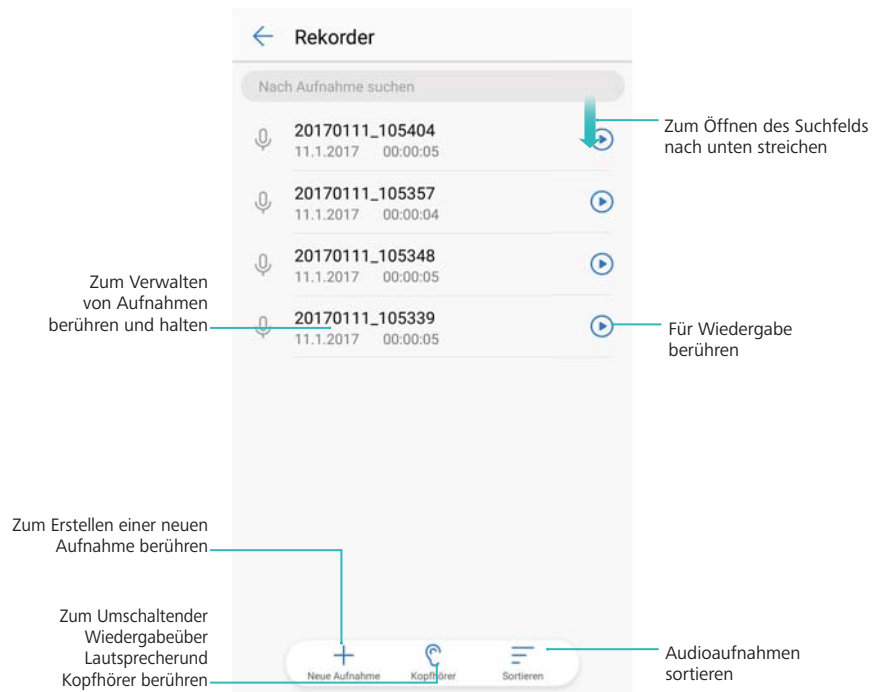 Rekorder
Nach Aufnahme suchen
20170111_105404
11.1.2017 00:00:05
Zum Öffnen des Suchfelds
nach unten streichen
20170111_105357
11.1.2017 00:00:04
20170111_105348
11.1.2017 00:00:05
Zum Verwalten
von Aufnahmen
berühren und halten
20170111_105339
11.1.2017 00:00:05
Für Wiedergabe
berühren
Zum Erstellen einer neuen
Aufnahme berühren
Zum Umschaltender
Wiedergabeüber
Lautsprecherund
Kopfhörer berühren
Neue Aufnahme
Kopfhörer
Sortieren
Audioaufnahmen
sortieren